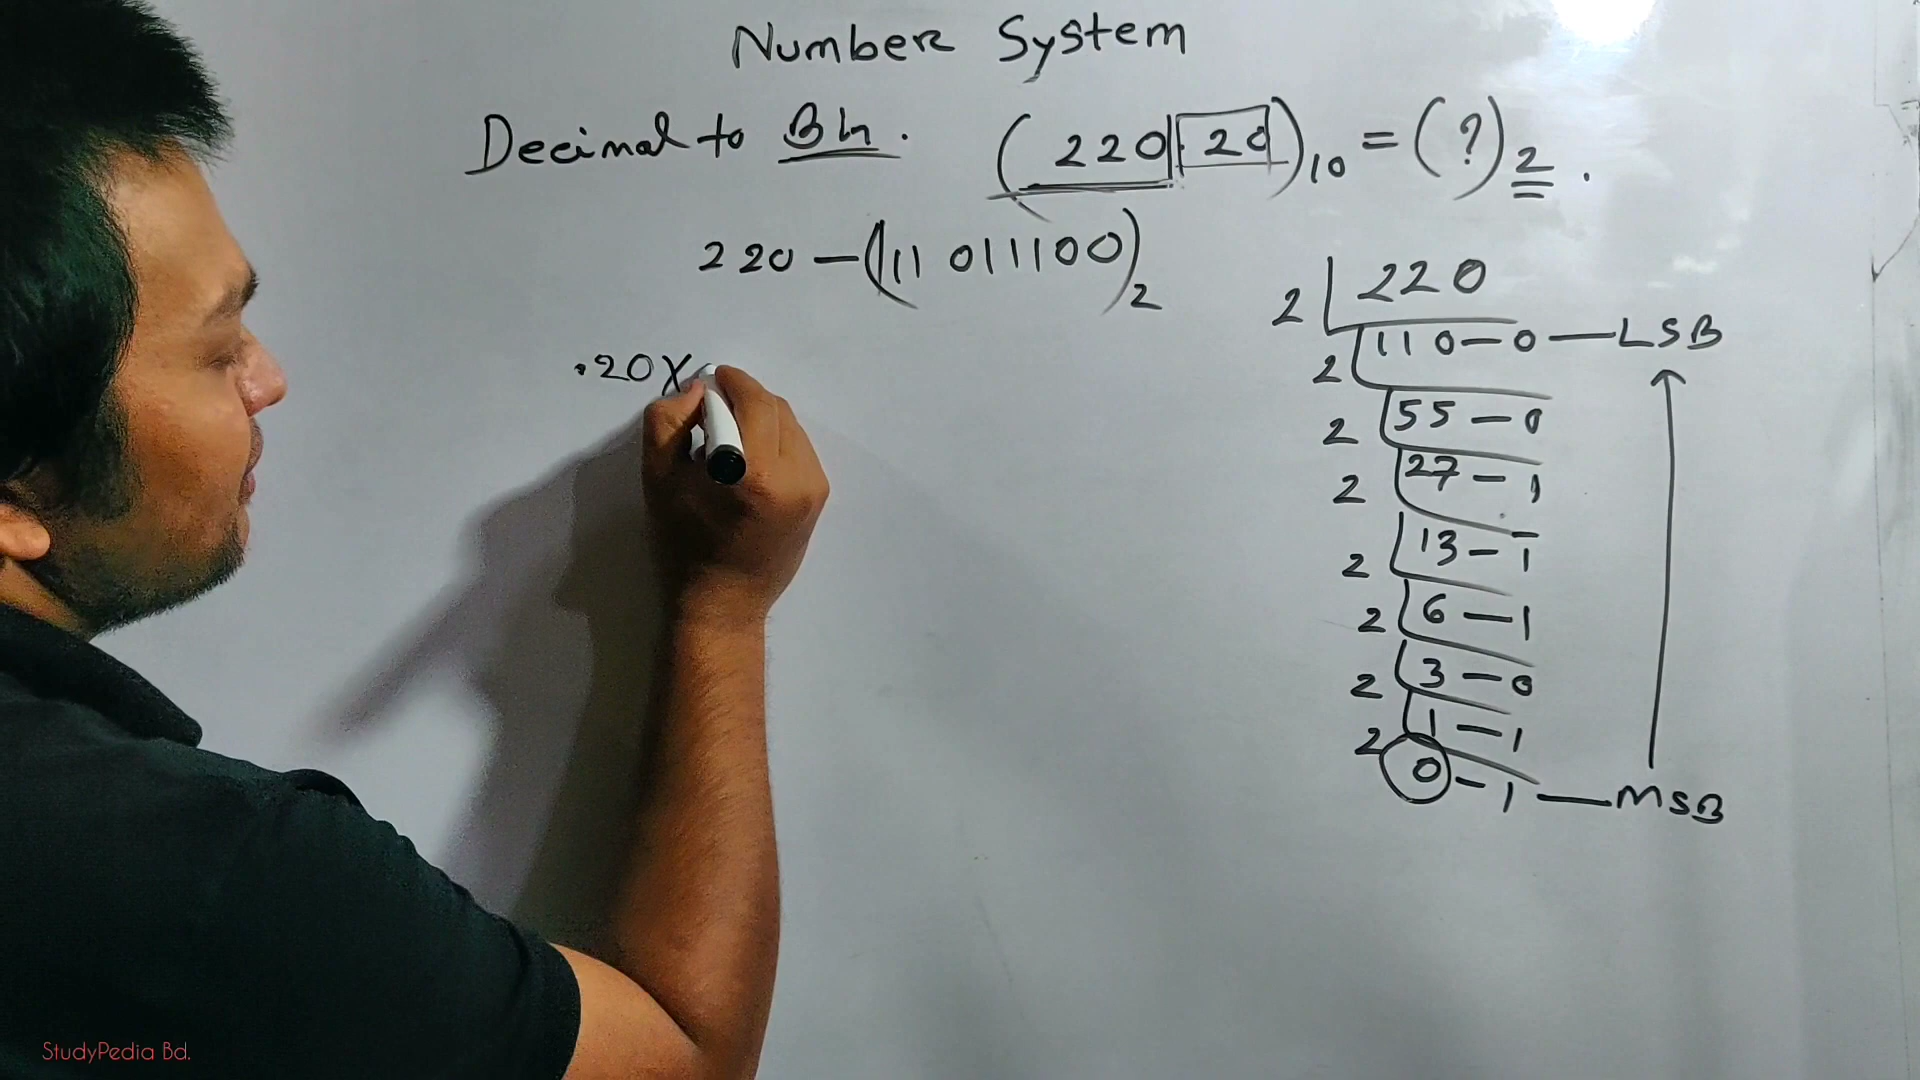 Number System
Decimal to Bin. (220.20)10 = (?)2 .
220 – (11011100)2
.20 X
2 | 220
2 | 110 – 0 — LSB
2 | 55 – 0
2 | 27 – 1
2 | 13 – 1
2 | 6 – 1
2 | 3 – 0
2 | 1 – 1
0 – 1 — MSB
StudyPedia Bd.